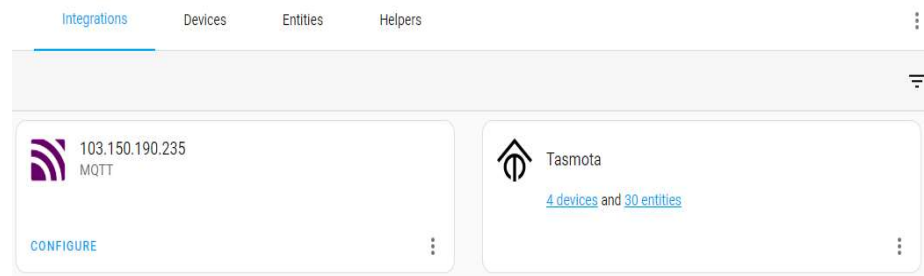 Integrations Devices Entities Helpers
103.150.190.235
MQTT
CONFIGURE
Tasmota
4 devices and 30 entities